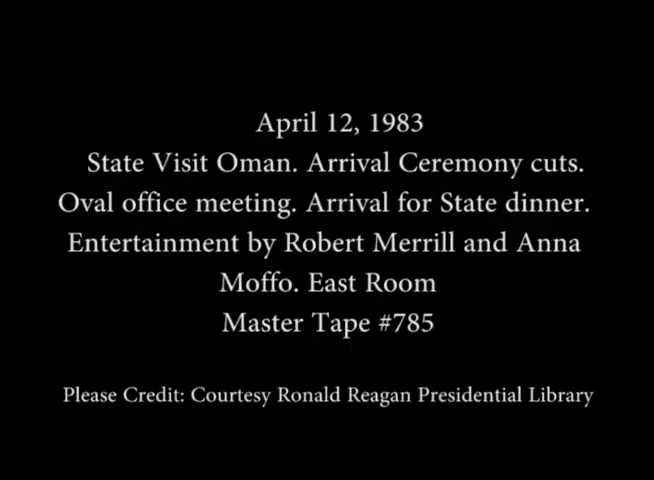 April 12, 1983
State Visit Oman. Arrival Ceremony cuts.
Oval office meeting. Arrival for State dinner.
Entertainment by Robert Merrill and Anna
Moffo. East Room
Master Tape #785
Please Credit: Courtesy Ronald Reagan Presidential Library